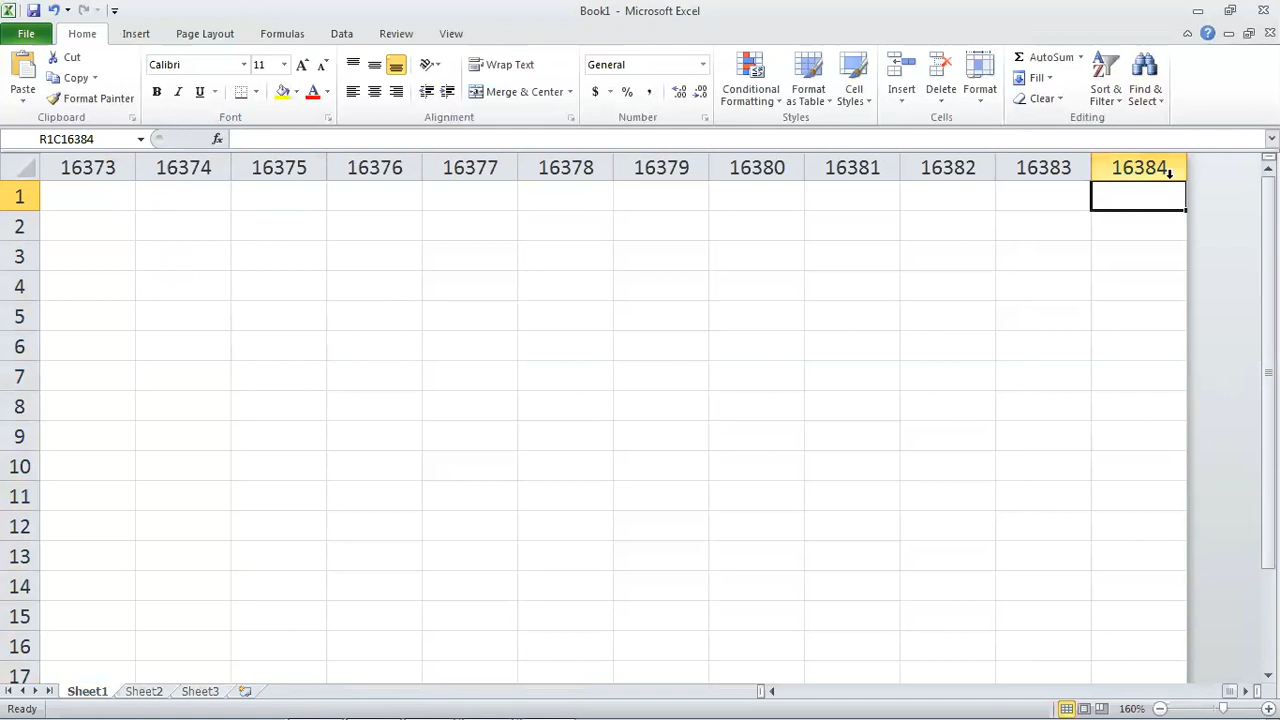 Book1 - Microsoft Excel
File Home Insert Page Layout Formulas Data Review View
Paste
Cut
Copy
Format Painter
Clipboard
Calibri 11
B I U
Font
Wrap Text
Merge & Center
Alignment
General
$ % ,
Number
Conditional Formatting
Format as Table
Cell Styles
Styles
Insert
Delete
Format
Cells
AutoSum
Fill
Clear
Sort & Filter
Find & Select
Editing
R1C16384 fx
16373 16374 16375 16376 16377 16378 16379 16380 16381 16382 16383 16384
1
2
3
4
5
6
7
8
9
10
11
12
13
14
15
16
17
Sheet1 Sheet2 Sheet3
Ready 160%